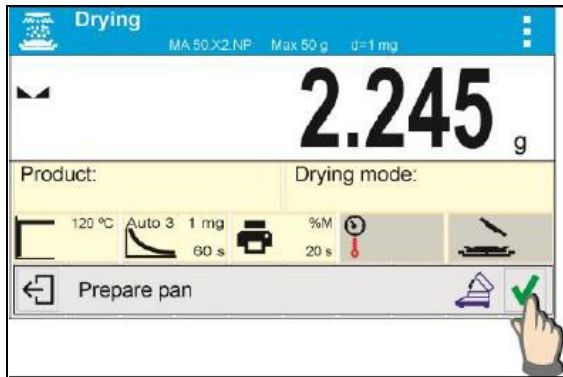 Drying
MA 50.X2.NP Max 50 g d=1 mg
2.245 g
Product: Drying mode:
120 °C Auto 3 1 mg %M
60 s 20 s
Prepare pan